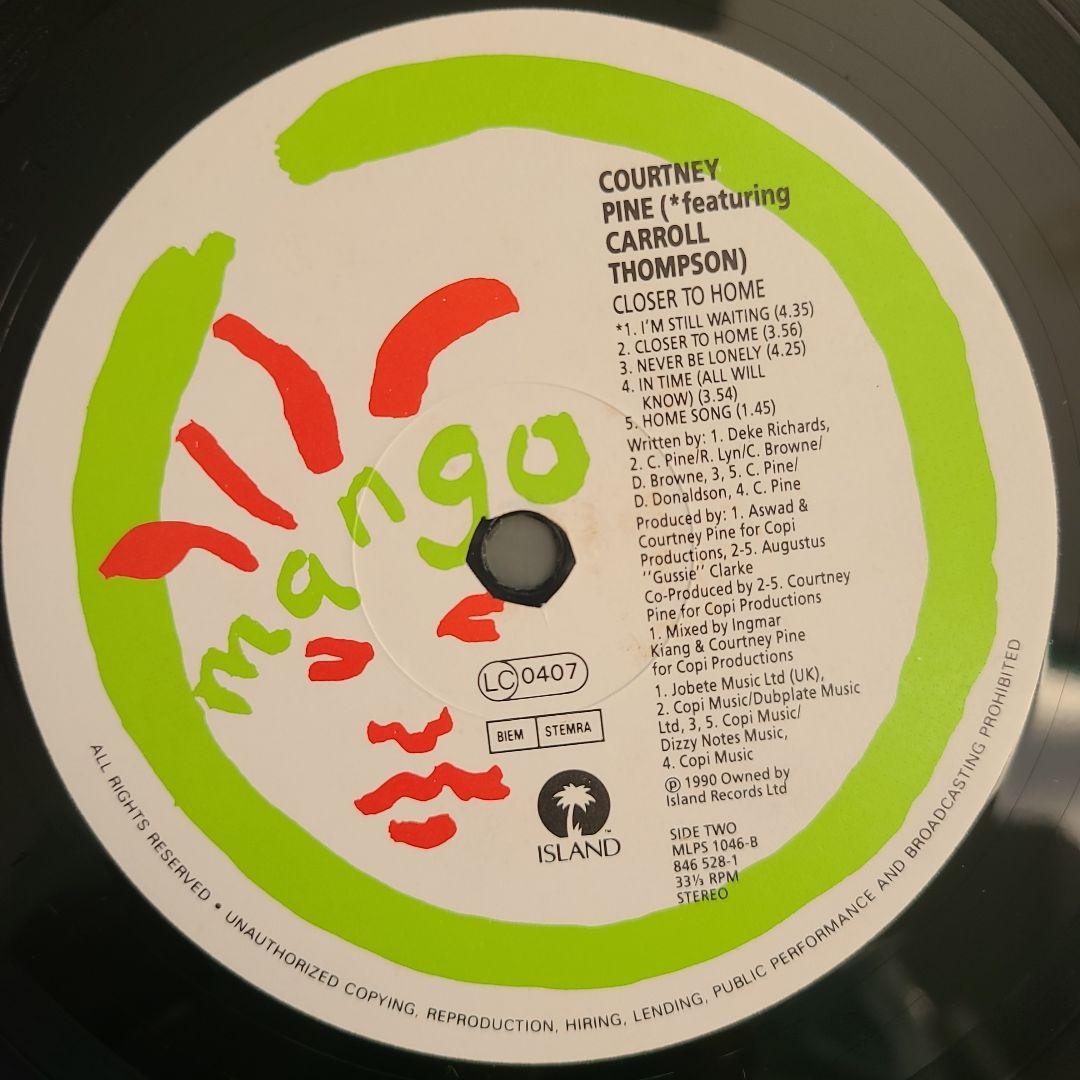 COURTNEY
PINE (*featuring
CARROLL
THOMPSON)
CLOSER TO HOME
*1. I'M STILL WAITING (4.35)
2. CLOSER TO HOME (3.56)
3. NEVER BE LONELY (4.25)
4. IN TIME (ALL WILL
KNOW) (3.54)
5. HOME SONG (1.45)
Written by: 1. Deke Richards,
2. C. Pine/R. Lyn/C. Browne/
D. Browne, 3, 5. C. Pine/
D. Donaldson, 4. C. Pine
Produced by: 1. Aswad &
Courtney Pine for Copi
Productions, 2-5. Augustus
"Gussie" Clarke
Co-Produced by 2-5. Courtney
Pine for Copi Productions
1. Mixed by Ingmar
Kiang & Courtney Pine
for Copi Productions
1. Jobete Music Ltd (UK),
2. Copi Music/Dubplate Music
Ltd, 3, 5. Copi Music/
Dizzy Notes Music,
4. Copi Music
℗ 1990 Owned by
Island Records Ltd
SIDE TWO
MLPS 1046-B
846 528-1
33⅓ RPM
STEREO
mango
LC 0407
BIEM STEMRA
ISLAND™
ALL RIGHTS RESERVED • UNAUTHORIZED COPYING, REPRODUCTION, HIRING, LENDING, PUBLIC PERFORMANCE AND BROADCASTING PROHIBITED